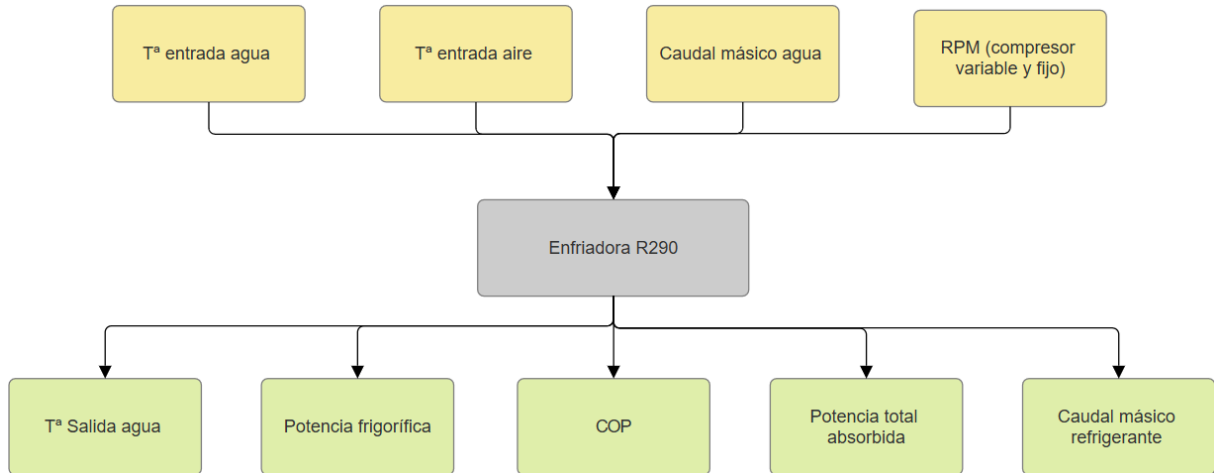 Tª entrada agua
Tª entrada aire
Caudal másico agua
RPM (compresor
variable y fijo)
Enfriadora R290
Tª Salida agua
Potencia frigorífica
COP
Potencia total
absorbida
Caudal másico
refrigerante